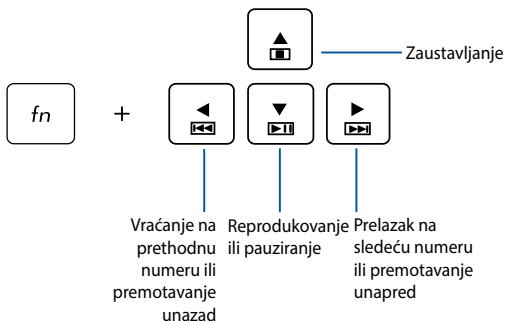 Zaustavljanje
fn
+
Vraćanje na
prethodnu
numeru ili
premotavanje
unazad
Reprodukovanje
ili pauziranje
Prelazak na
sledeću numeru
ili premotavanje
unapred